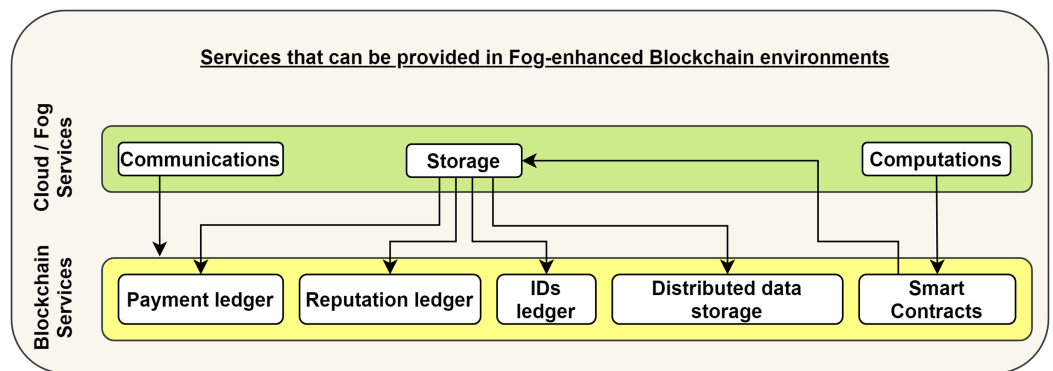 Services that can be provided in Fog-enhanced Blockchain environments
Cloud / Fog
Services
Communications
Storage
Computations
Blockchain
Services
Payment ledger
Reputation ledger
IDs
ledger
Distributed data
storage
Smart
Contracts